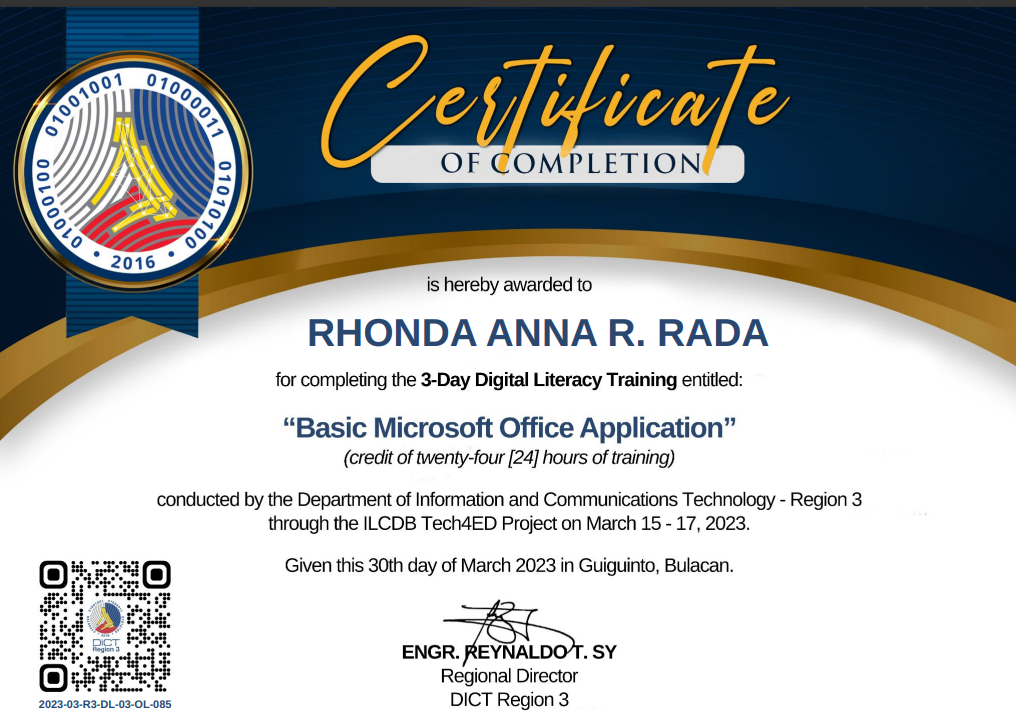 01001001 01000011 01010100 01000100
• 2016 •
Certificate
OF COMPLETION
is hereby awarded to
RHONDA ANNA R. RADA
for completing the 3-Day Digital Literacy Training entitled:
“Basic Microsoft Office Application”
(credit of twenty-four [24] hours of training)
conducted by the Department of Information and Communications Technology - Region 3
through the ILCDB Tech4ED Project on March 15 - 17, 2023.
Given this 30th day of March 2023 in Guiguinto, Bulacan.
ENGR. REYNALDO T. SY
Regional Director
DICT Region 3
DICT
Region 3
2023-03-R3-DL-03-OL-085